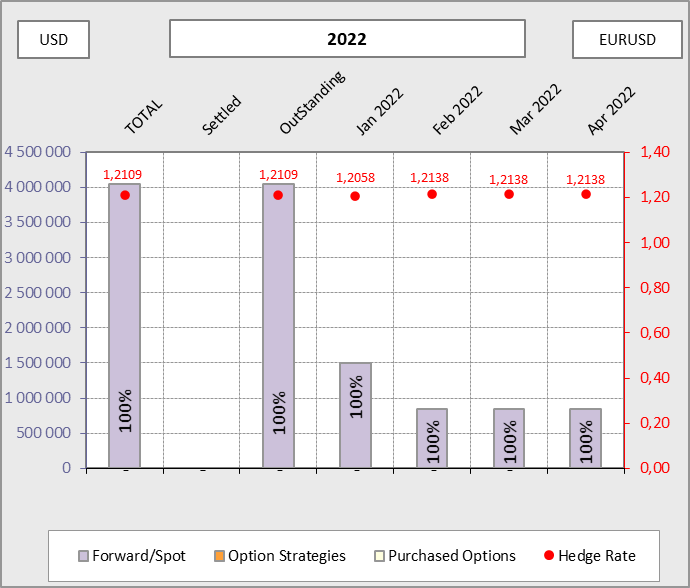 USD
2022
EURUSD
TOTAL
Settled
OutStanding
Jan 2022
Feb 2022
Mar 2022
Apr 2022
4 500 000
4 000 000
3 500 000
3 000 000
2 500 000
2 000 000
1 500 000
1 000 000
500 000
0
1,2109
1,2109
1,2058
1,2138
1,2138
1,2138
100%
100%
100%
100%
100%
100%
- - - - - - -
1,40
1,20
1,00
0,80
0,60
0,40
0,20
0,00
Forward/Spot Option Strategies Purchased Options Hedge Rate